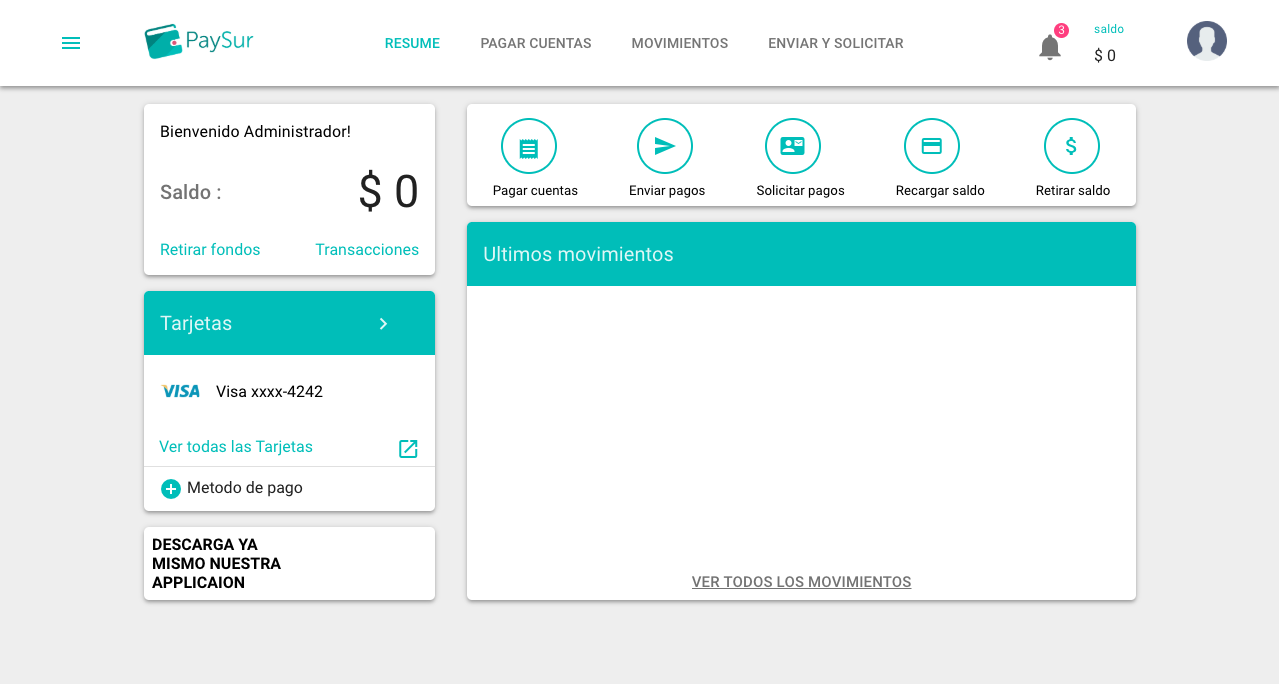 PaySur
RESUME
PAGAR CUENTAS
MOVIMIENTOS
ENVIAR Y SOLICITAR
3
saldo
$ 0
Bienvenido Administrador!
Saldo :
$ 0
Retirar fondos
Transacciones
Tarjetas
VISA
Visa xxxx-4242
Ver todas las Tarjetas
Metodo de pago
DESCARGA YA
MISMO NUESTRA
APPLICAION
Pagar cuentas
Enviar pagos
Solicitar pagos
Recargar saldo
$
Retirar saldo
Ultimos movimientos
VER TODOS LOS MOVIMIENTOS